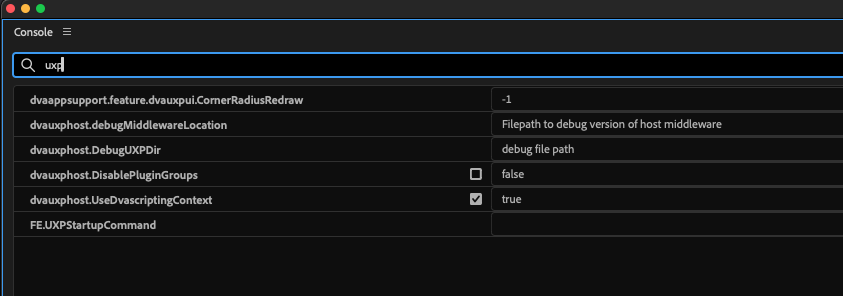 Console
uxp
dvaappsupport.feature.dvauxpui.CornerRadiusRedraw -1
dvauxphost.debugMiddlewareLocation Filepath to debug version of host middleware
dvauxphost.DebugUXPDir debug file path
dvauxphost.DisablePluginGroups false
dvauxphost.UseDvascriptingContext true
FE.UXPStartupCommand